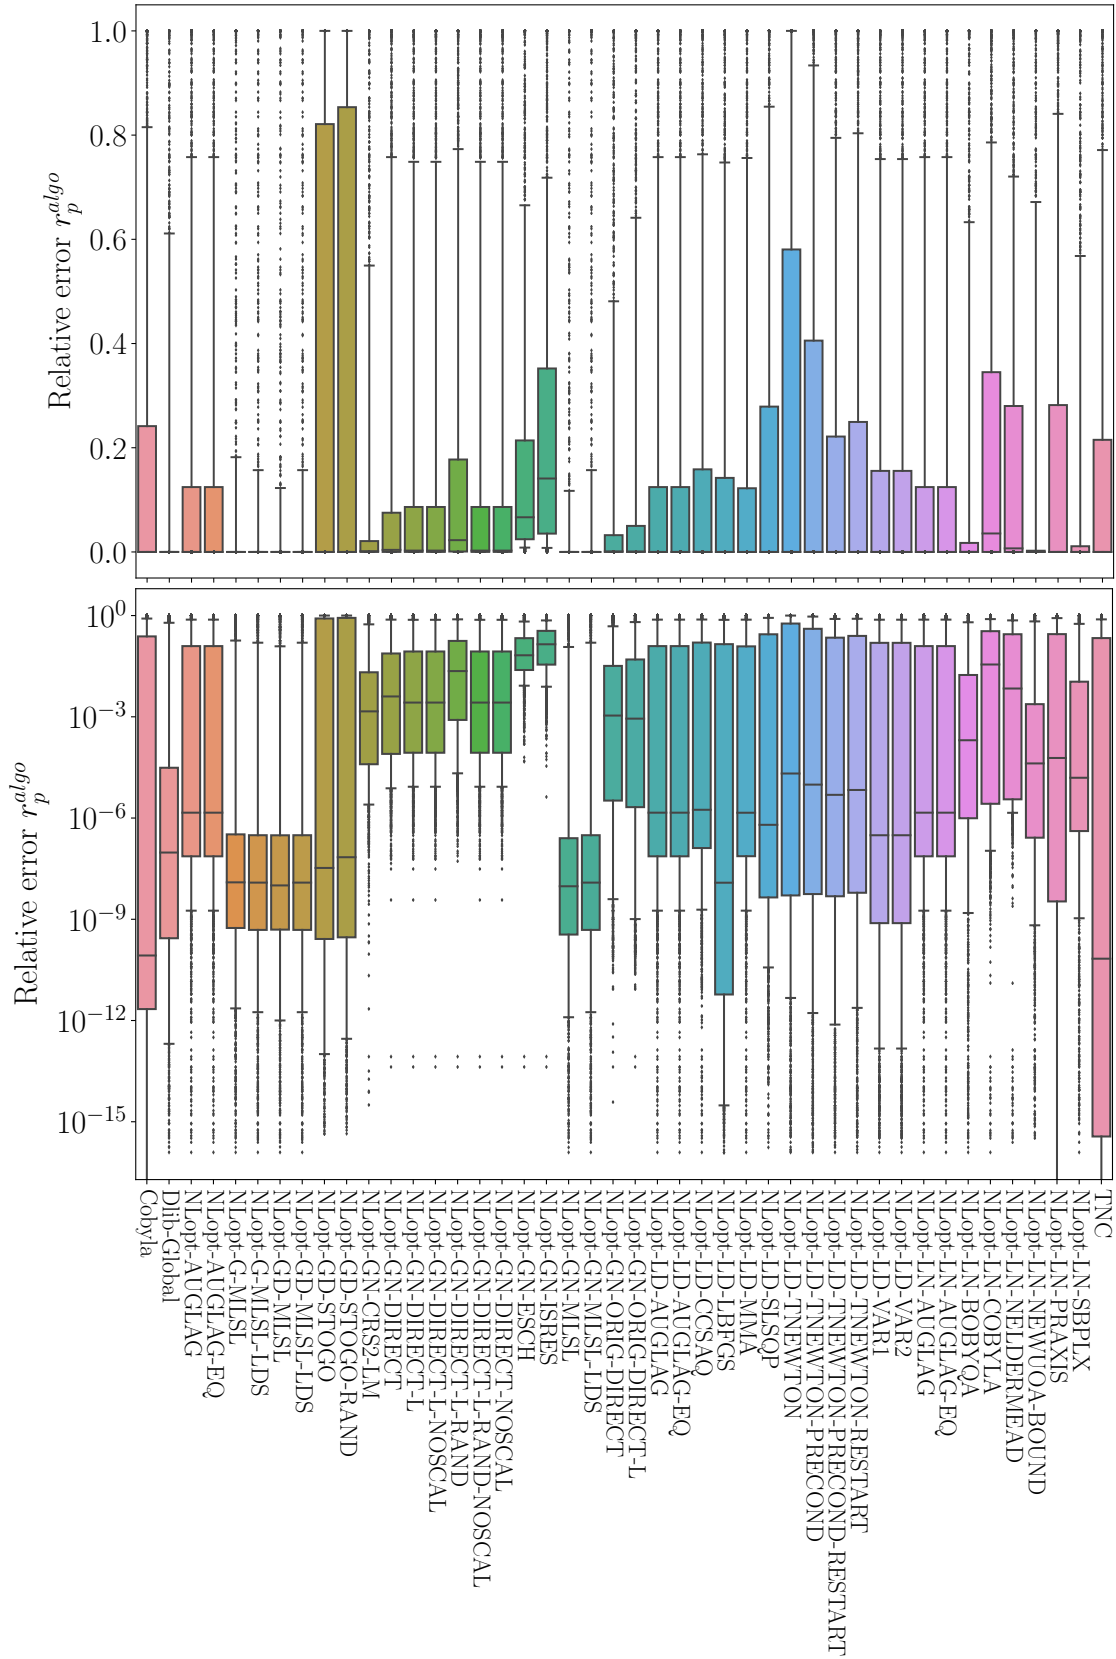 1.0
0.8
0.6
0.4
0.2
0.0
Relative error $r_p^{algo}$
10⁰
10⁻³
10⁻⁶
10⁻⁹
10⁻¹²
10⁻¹⁵
Relative error $r_p^{algo}$
Cobyla
Dlib-Global
NLopt-AUGLAG
NLopt-AUGLAG-EQ
NLopt-G-MLSL
NLopt-G-MLSL-LDS
NLopt-GD-MLSL
NLopt-GD-MLSL-LDS
NLopt-GD-STOGO
NLopt-GD-STOGO-RAND
NLopt-GN-CRS2-LM
NLopt-GN-DIRECT
NLopt-GN-DIRECT-L
NLopt-GN-DIRECT-L-NOSCAL
NLopt-GN-DIRECT-L-RAND
NLopt-GN-DIRECT-L-RAND-NOSCAL
NLopt-GN-DIRECT-NOSCAL
NLopt-GN-ESCH
NLopt-GN-ISRES
NLopt-GN-MLSL
NLopt-GN-MLSL-LDS
NLopt-GN-ORIG-DIRECT
NLopt-GN-ORIG-DIRECT-L
NLopt-LD-AUGLAG
NLopt-LD-AUGLAG-EQ
NLopt-LD-CCSAQ
NLopt-LD-LBFGS
NLopt-LD-MMA
NLopt-LD-SLSQP
NLopt-LD-TNEWTON
NLopt-LD-TNEWTON-PRECOND
NLopt-LD-TNEWTON-PRECOND-RESTART
NLopt-LD-TNEWTON-RESTART
NLopt-LD-VAR1
NLopt-LD-VAR2
NLopt-LN-AUGLAG
NLopt-LN-AUGLAG-EQ
NLopt-LN-BOBYQA
NLopt-LN-COBYLA
NLopt-LN-NELDERMEAD
NLopt-LN-NEWUOA-BOUND
NLopt-LN-PRAXIS
NLopt-LN-SBPLX
TNC